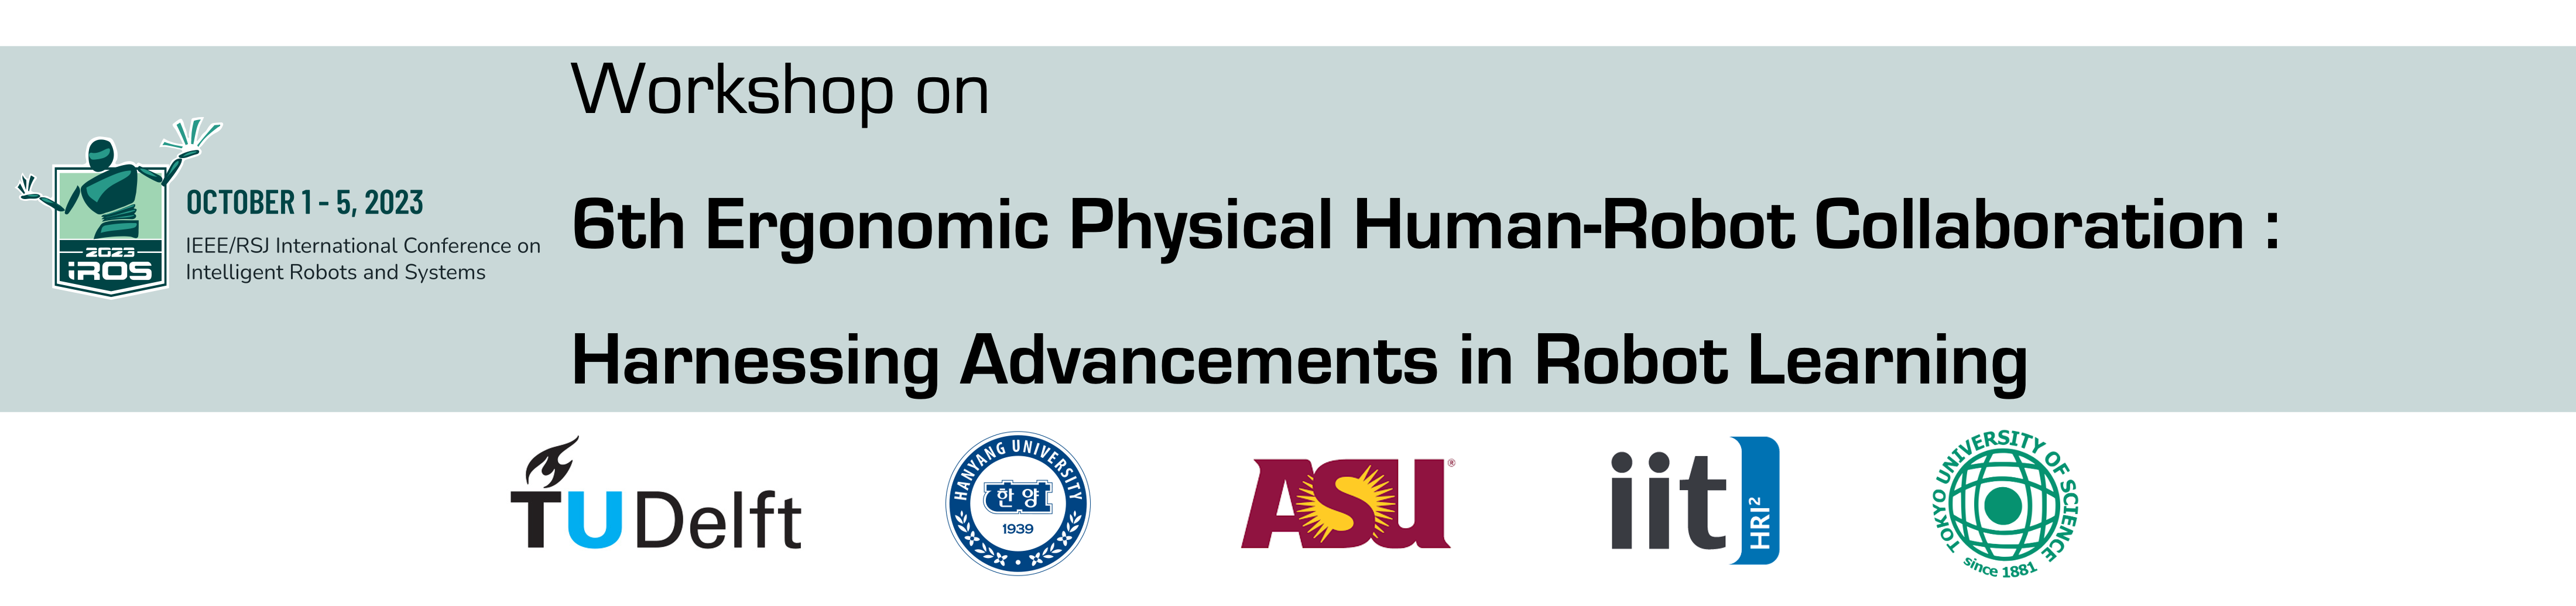 Workshop on
OCTOBER 1 - 5, 2023
IEEE/RSJ International Conference on
Intelligent Robots and Systems
2023
iROS
6th Ergonomic Physical Human-Robot Collaboration :
Harnessing Advancements in Robot Learning
TUDelft
HANYANG UNIVERSITY
한양
1939
ASU®
iit
HRI²
TOKYO UNIVERSITY OF SCIENCE
since 1881